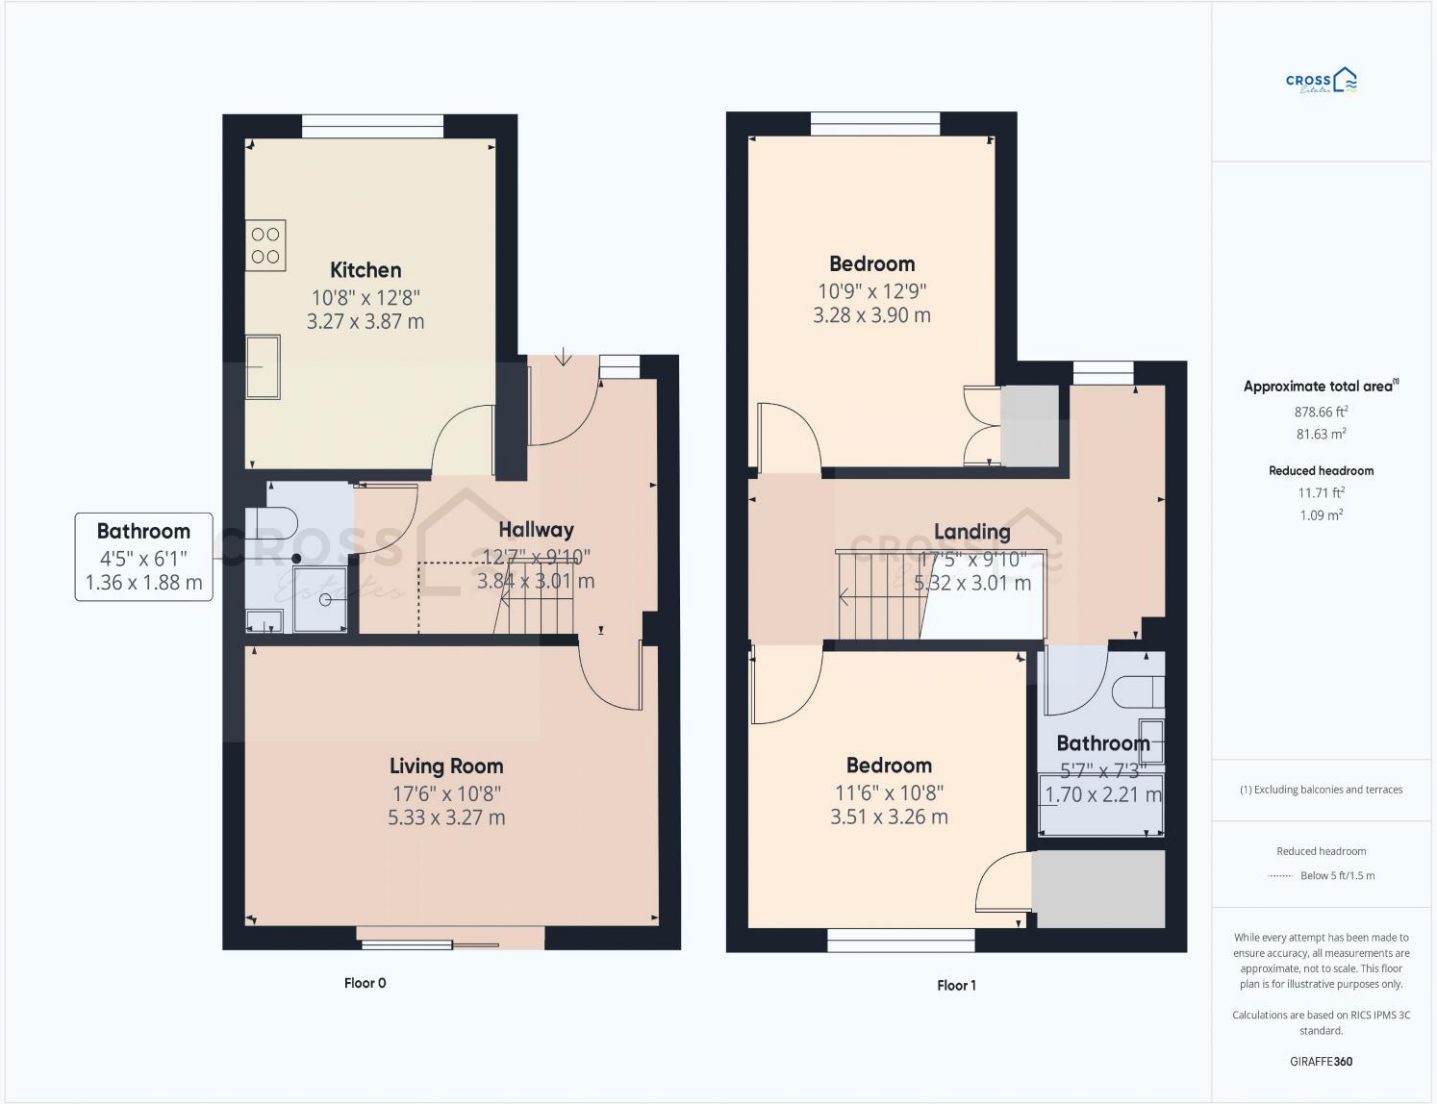 Kitchen
10'8" x 12'8"
3.27 x 3.87 m
Bathroom
4'5" x 6'1"
1.36 x 1.88 m
Hallway
12'7" x 9'10"
3.84 x 3.01 m
Living Room
17'6" x 10'8"
5.33 x 3.27 m
Floor 0
CROSS
Estates
Bedroom
10'9" x 12'9"
3.28 x 3.90 m
Landing
17'5" x 9'10"
5.32 x 3.01 m
Bedroom
11'6" x 10'8"
3.51 x 3.26 m
Bathroom
5'7" x 7'3"
1.70 x 2.21 m
Floor 1
CROSS
Estates
CROSS
Estates
Approximate total area(1)
878.66 ft²
81.63 m²
Reduced headroom
11.71 ft²
1.09 m²
(1) Excluding balconies and terraces
Reduced headroom
Below 5 ft/1.5 m
While every attempt has been made to
ensure accuracy, all measurements are
approximate, not to scale. This floor
plan is for illustrative purposes only.
Calculations are based on RICS IPMS 3C
standard.
GIRAFFE360